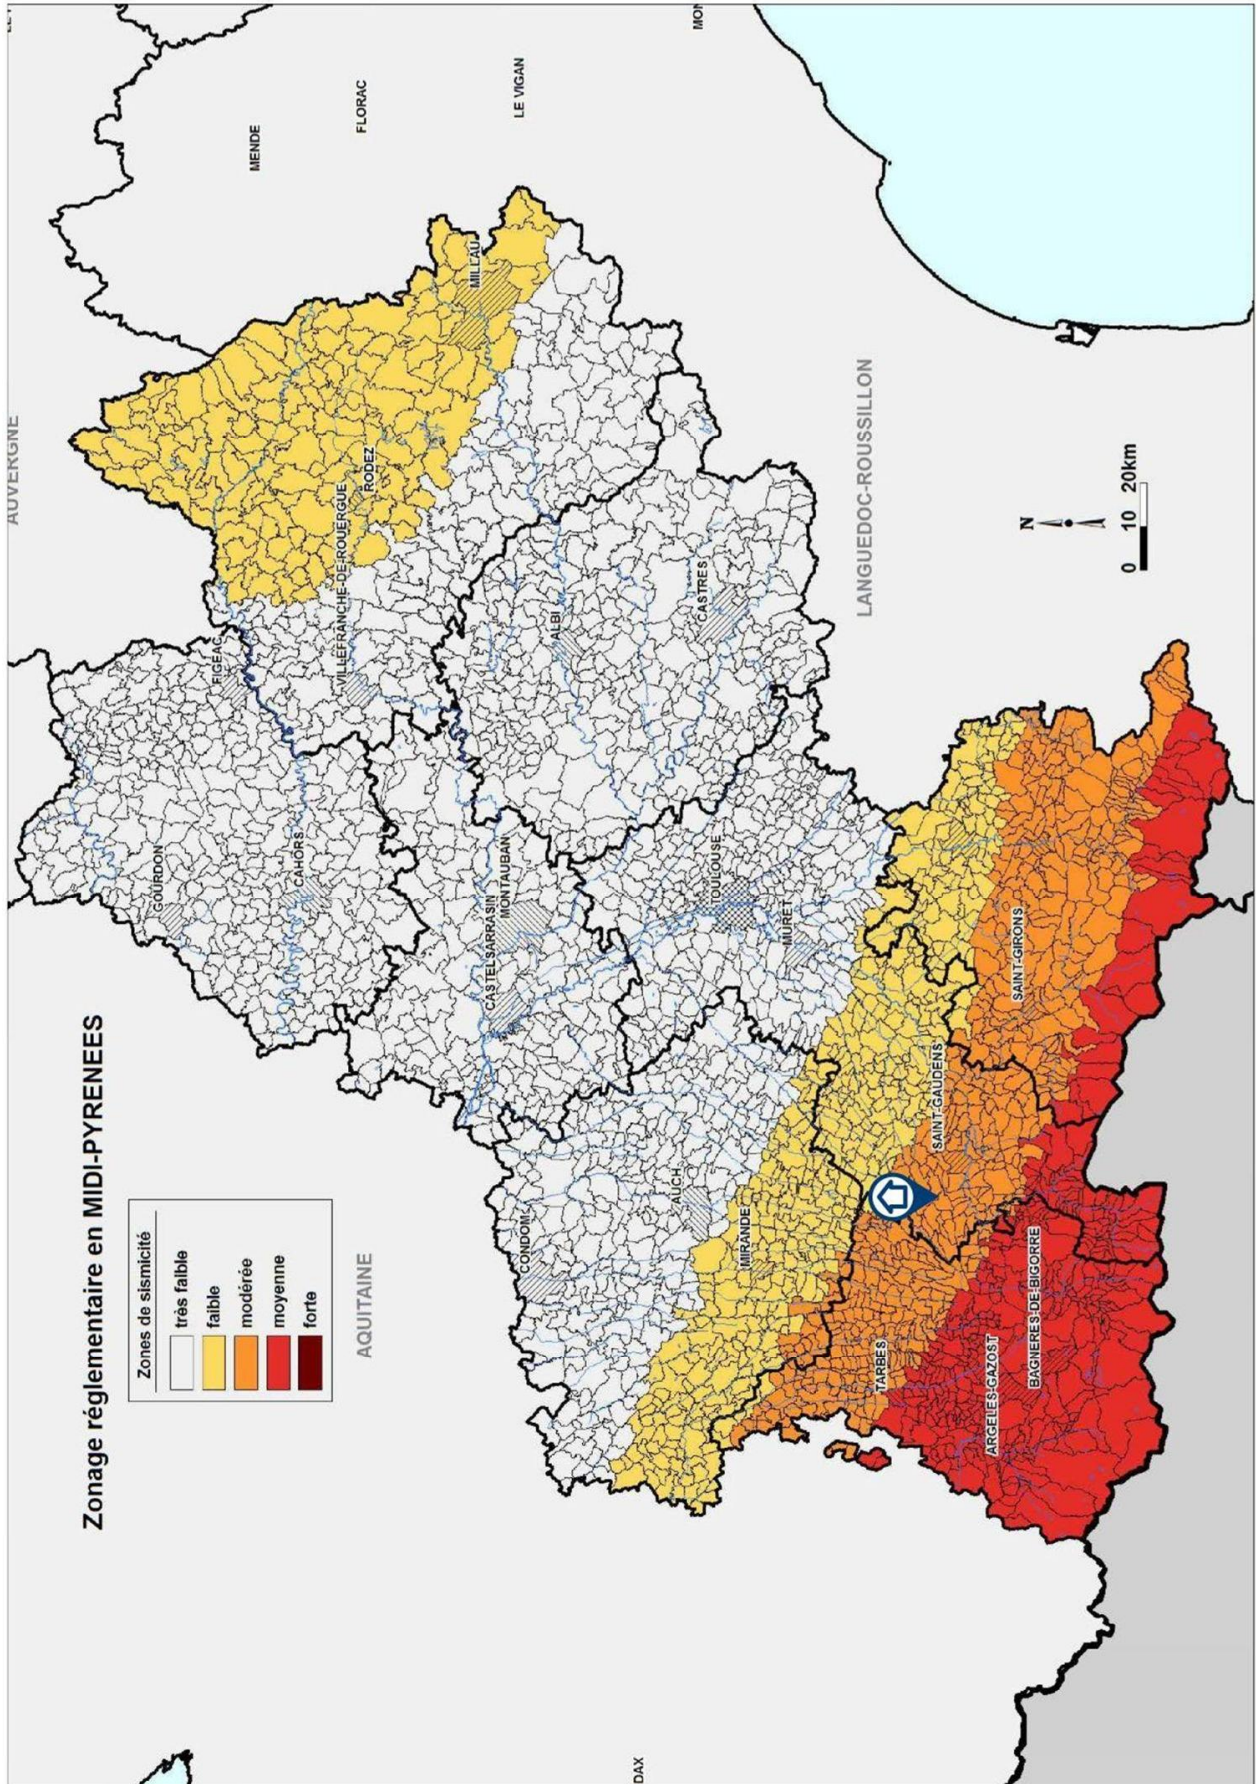 Zonage réglementaire en MIDI-PYRENEES
Zones de sismicité
très faible
faible
modérée
moyenne
forte
AUVERGNE
AQUITAINE
LANGUEDOC-ROUSSILLON
MENDE
FLORAC
LE VIGAN
GOURDON
FIGEAC
CAHORS
VILLEFRANCHE-DE-ROUERGUE
RODEZ
MILLAU
CASTELSARRASIN
MONTAUBAN
ALBI
CONDOM
AUCH
TOULOUSE
CASTRES
MIRANDE
MURET
DAX
TARBES
SAINT-GAUDENS
SAINT-GIRONS
ARGELES-GAZOST
BAGNERES-DE-BIGORRE
N
0 10 20km